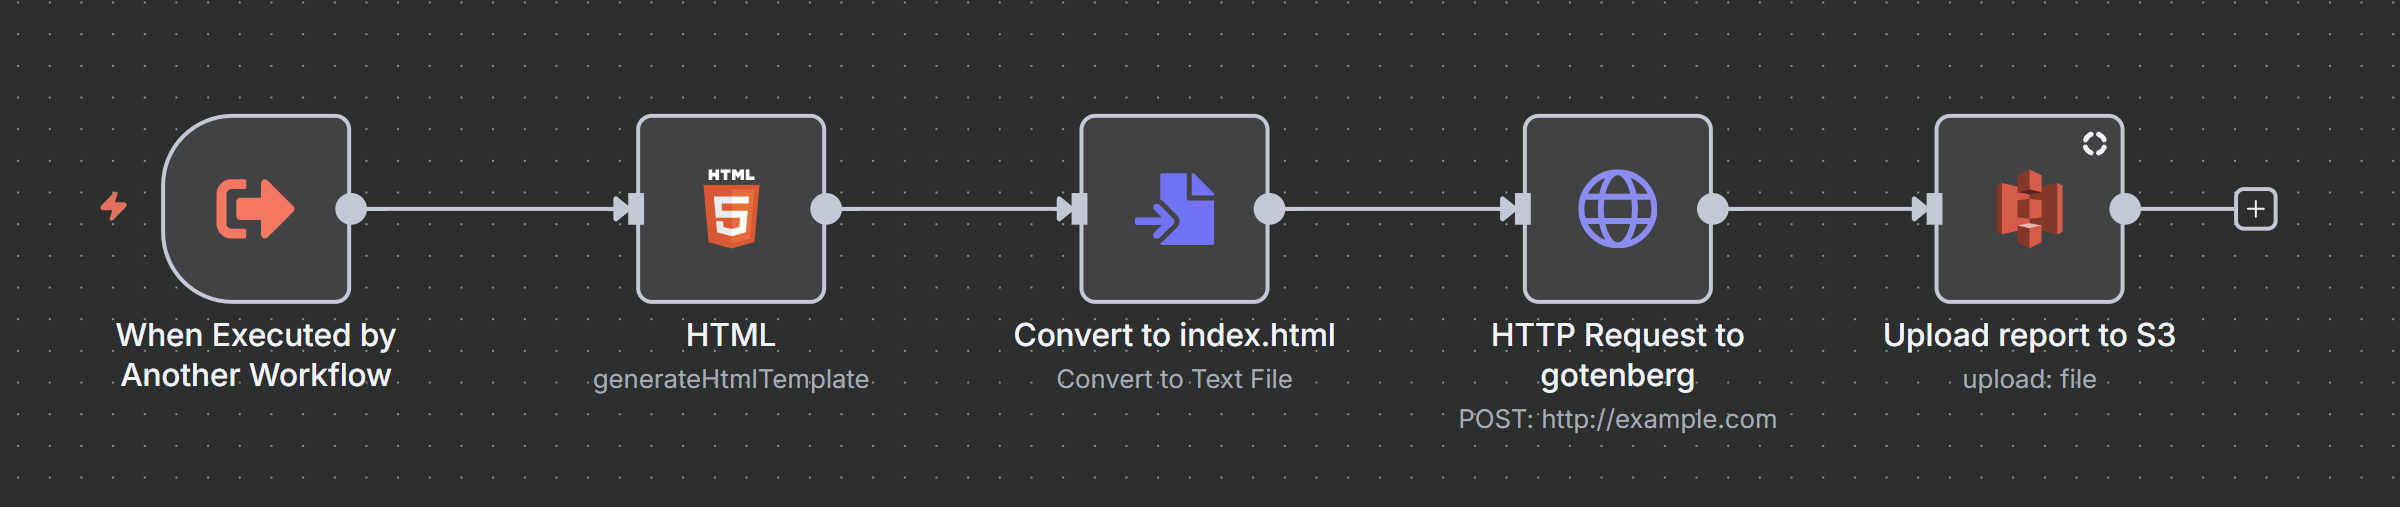 When Executed by
Another Workflow
HTML
HTML
generateHtmlTemplate
Convert to index.html
Convert to Text File
HTTP Request to
gotenberg
POST: http://example.com
Upload report to S3
upload: file